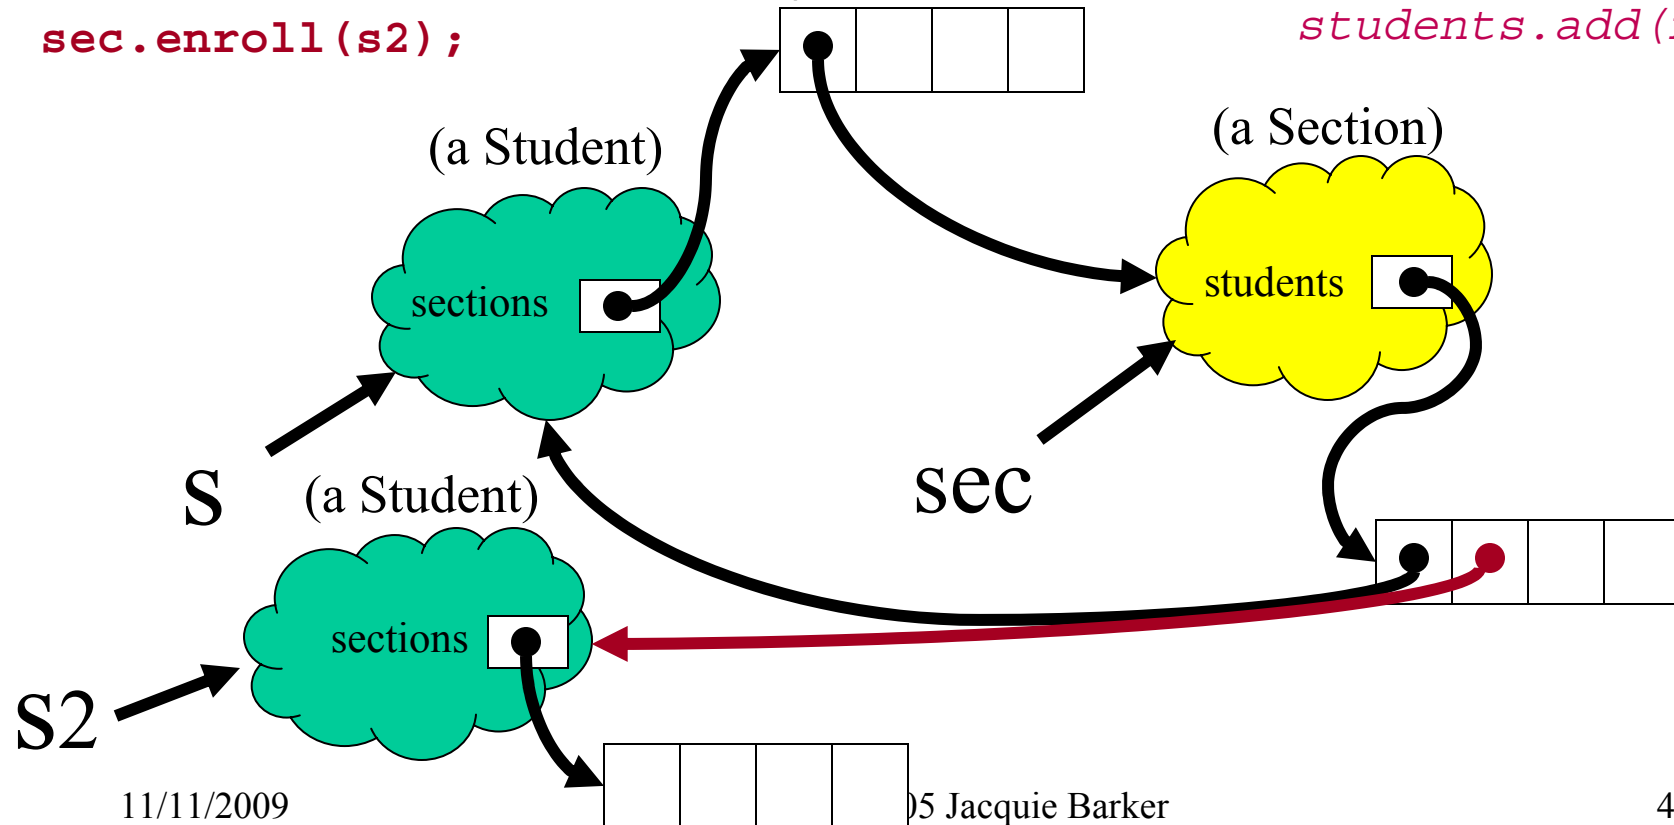 sec.enroll(s2);
students.add(
(a Student)
(a Section)
sections
students
s
sec
(a Student)
sections
s2
11/11/2009
05 Jacquie Barker
4